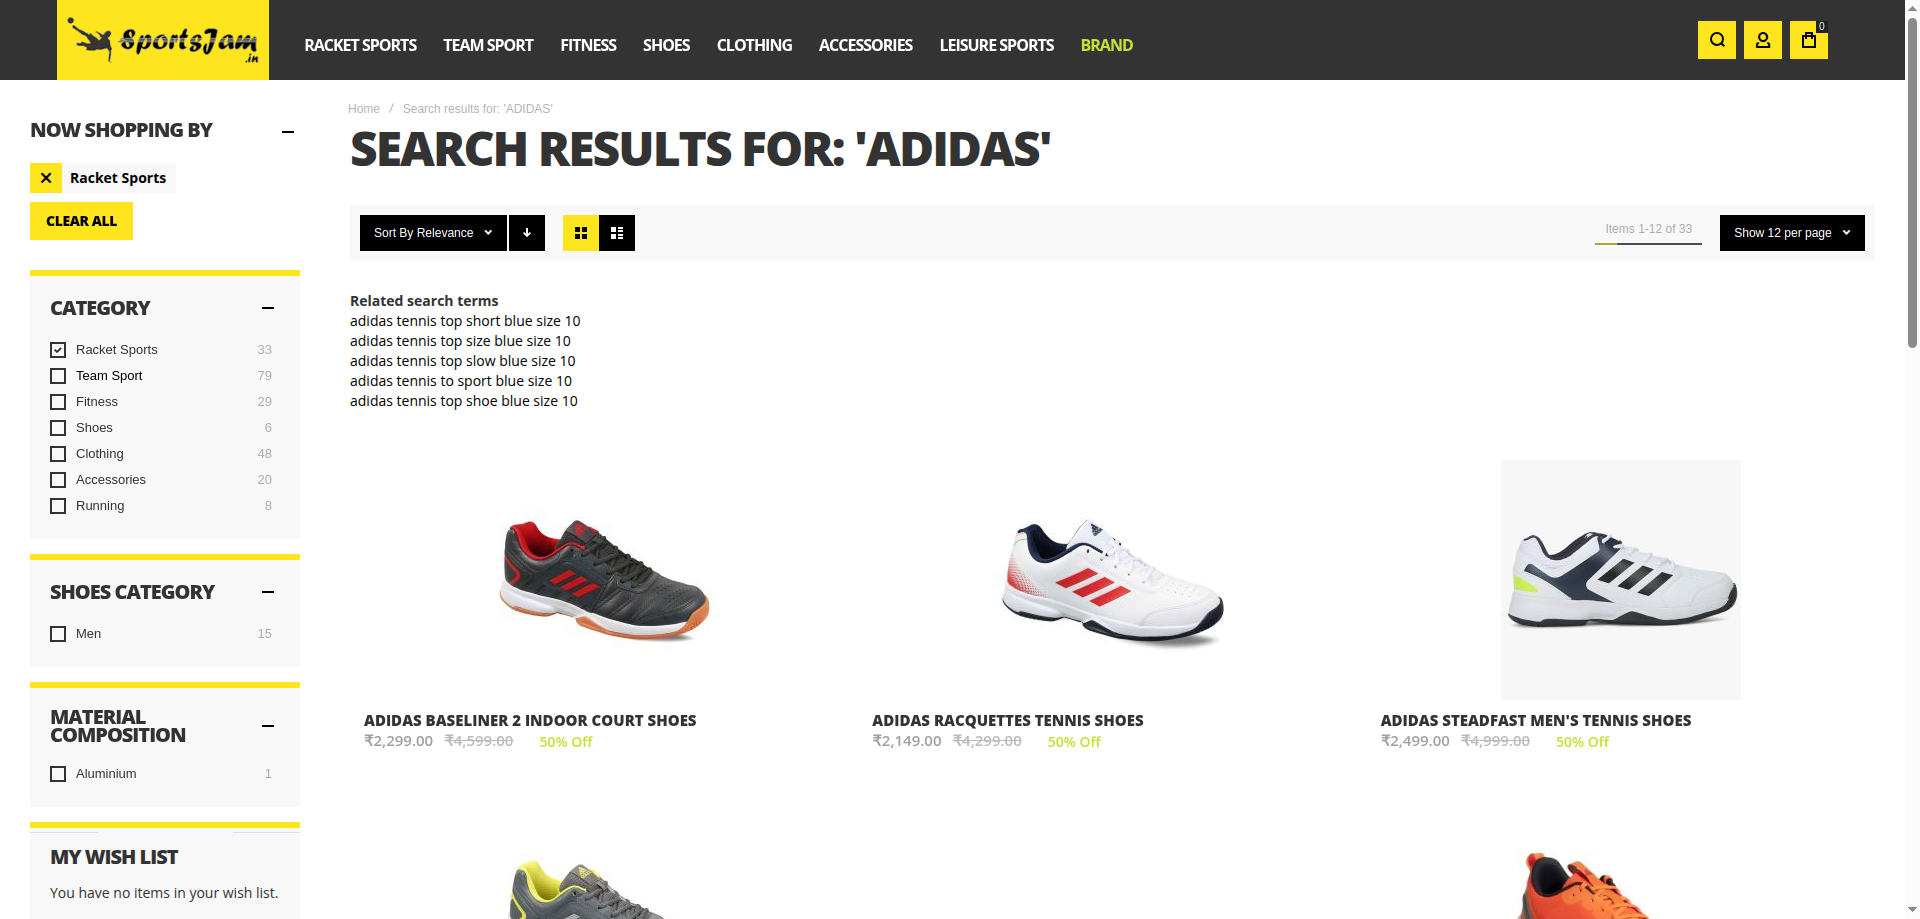 SportsJam
.in
RACKET SPORTS TEAM SPORT FITNESS SHOES CLOTHING ACCESSORIES LEISURE SPORTS BRAND
0
Home / Search results for: 'ADIDAS'
SEARCH RESULTS FOR: 'ADIDAS'
NOW SHOPPING BY
Racket Sports
CLEAR ALL
Sort By Relevance
Items 1-12 of 33
Show 12 per page
CATEGORY
Racket Sports 33
Team Sport 79
Fitness 29
Shoes 6
Clothing 48
Accessories 20
Running 8
SHOES CATEGORY
Men 15
MATERIAL
COMPOSITION
Aluminium 1
MY WISH LIST
You have no items in your wish list.
Related search terms
adidas tennis top short blue size 10
adidas tennis top size blue size 10
adidas tennis top slow blue size 10
adidas tennis to sport blue size 10
adidas tennis top shoe blue size 10
ADIDAS BASELINER 2 INDOOR COURT SHOES
₹2,299.00 ₹4,599.00 50% Off
ADIDAS RACQUETTES TENNIS SHOES
₹2,149.00 ₹4,299.00 50% Off
ADIDAS STEADFAST MEN'S TENNIS SHOES
₹2,499.00 ₹4,999.00 50% Off